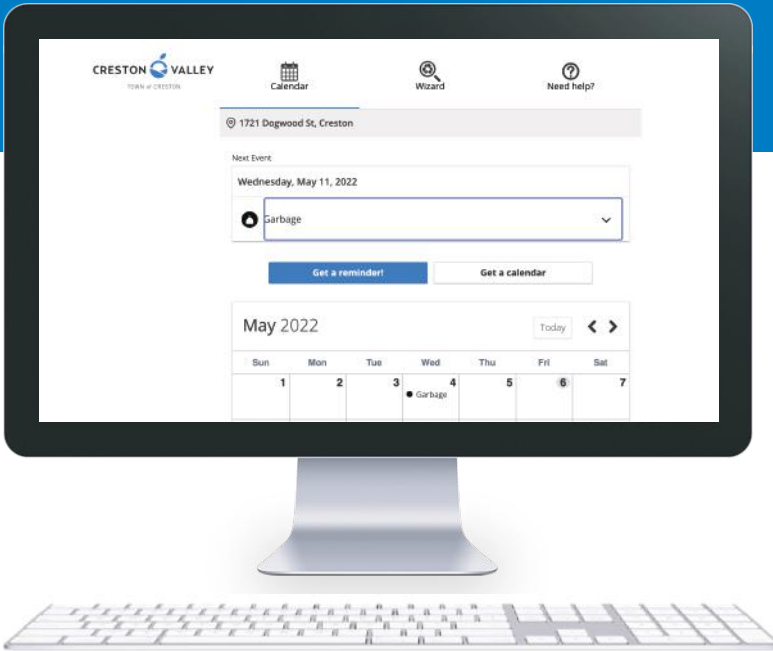 CRESTON VALLEY
TOWN of CRESTON
Calendar
Wizard
Need help?
1721 Dogwood St, Creston
Next Event
Wednesday, May 11, 2022
Garbage
Get a reminder!
Get a calendar
May 2022
Today
Sun Mon Tue Wed Thu Fri Sat
1 2 3 4 5 6 7
Garbage